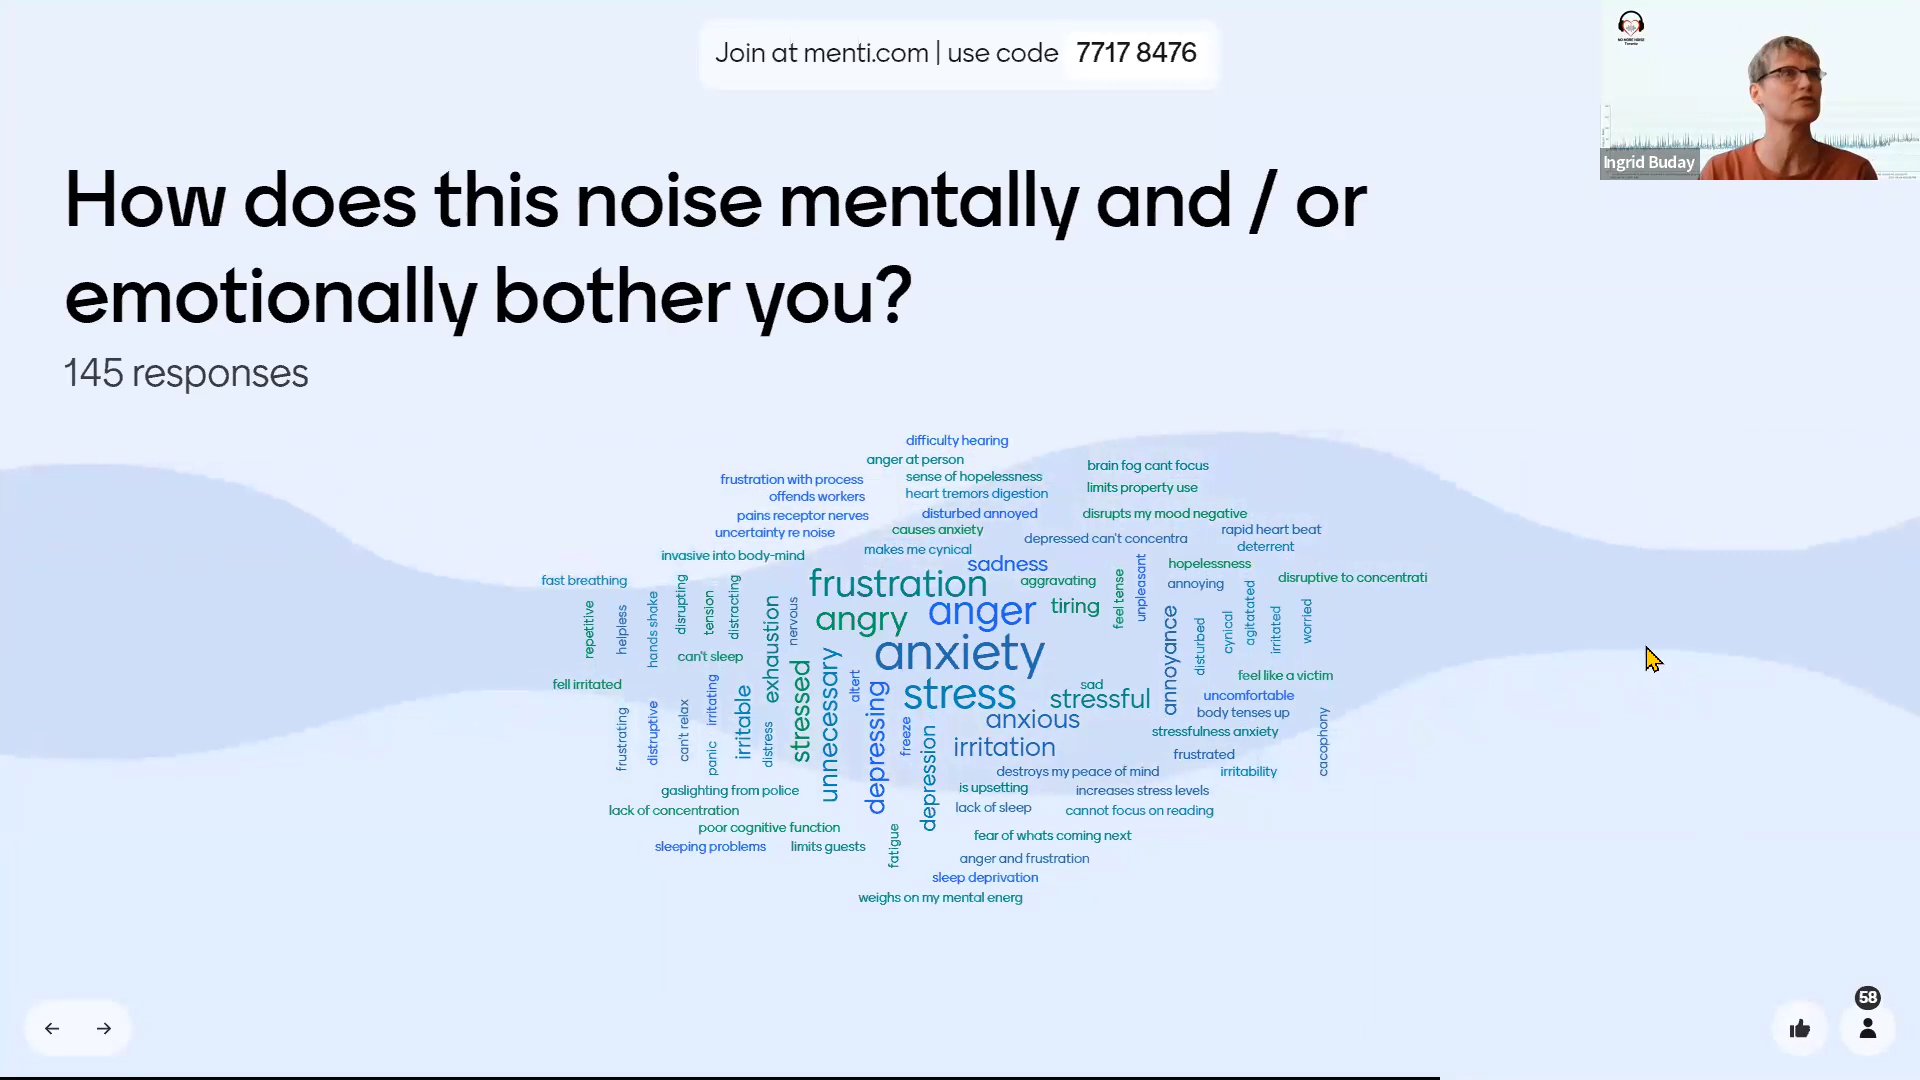 Join at menti.com | use code 7717 8476
NO MORE NOISE
Toronto
Ingrid Buday
How does this noise mentally and / or
emotionally bother you?
145 responses
difficulty hearing
anger at person
brain fog cant focus
frustration with process
sense of hopelessness
limits property use
offends workers
heart tremors digestion
pains receptor nerves
disturbed annoyed
disrupts my mood negative
uncertainty re noise
causes anxiety
rapid heart beat
depressed can't concentra
deterrent
invasive into body-mind
makes me cynical
sadness
hopelessness
fast breathing
frustration
aggravating
annoying
disruptive to concentrati
repetitive
helpless
hands shake
disrupting
tension
distracting
exhaustion
nervous
angry
anger
tiring
feel tense
unpleasant
annoyance
disturbed
cynical
agitatated
irritated
worried
can't sleep
anxiety
fell irritated
stress
sad
stressful
feel like a victim
uncomfortable
frustrating
disruptive
can't relax
irritating
panic
irritable
distress
stressed
unnecessary
altert
depressing
freeze
depression
anxious
body tenses up
stressfulness anxiety
cacophony
irritation
frustrated
destroys my peace of mind
irritability
gaslighting from police
is upsetting
increases stress levels
lack of concentration
lack of sleep
cannot focus on reading
poor cognitive function
fear of whats coming next
sleeping problems
limits guests
fatigue
anger and frustration
sleep deprivation
weighs on my mental energ
58